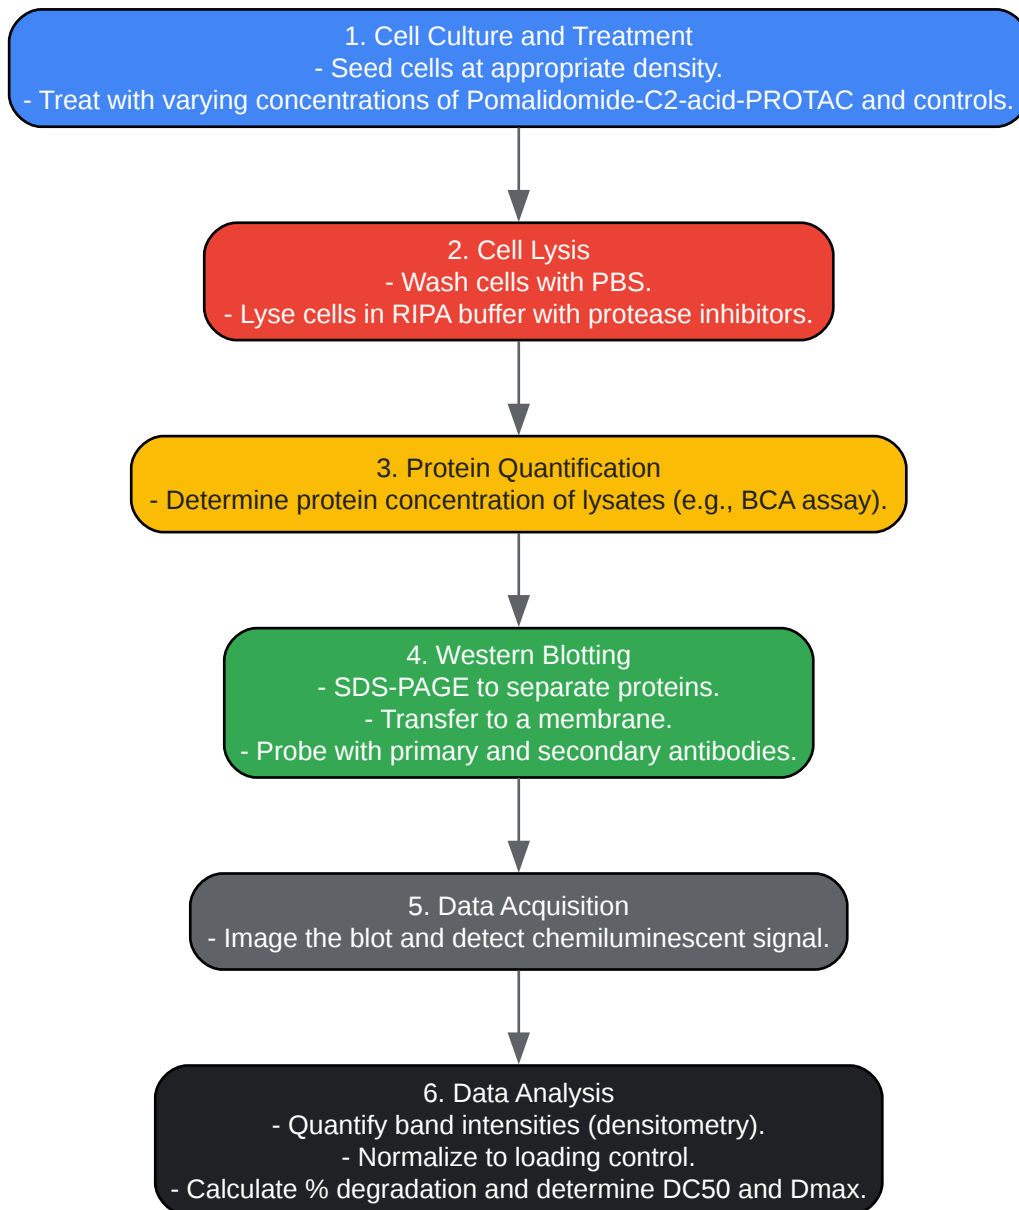 1. Cell Culture and Treatment
- Seed cells at appropriate density.
- Treat with varying concentrations of Pomalidomide-C2-acid-PROTAC and controls.
2. Cell Lysis
- Wash cells with PBS.
- Lyse cells in RIPA buffer with protease inhibitors.
3. Protein Quantification
- Determine protein concentration of lysates (e.g., BCA assay).
4. Western Blotting
- SDS-PAGE to separate proteins.
- Transfer to a membrane.
- Probe with primary and secondary antibodies.
5. Data Acquisition
- Image the blot and detect chemiluminescent signal.
6. Data Analysis
- Quantify band intensities (densitometry).
- Normalize to loading control.
- Calculate % degradation and determine DC50 and Dmax.